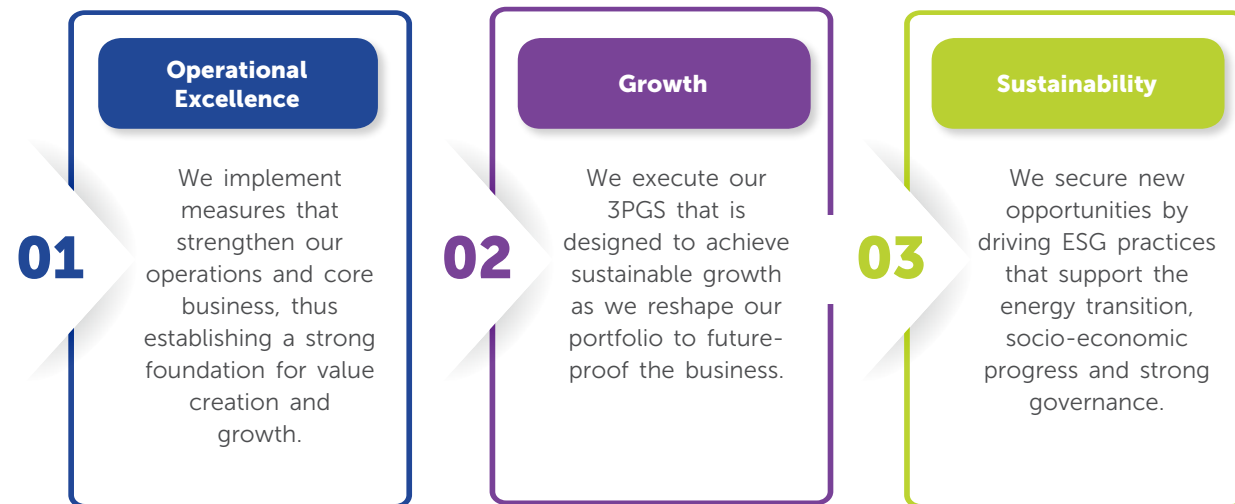 01
Operational
Excellence
We implement
measures that
strengthen our
operations and core
business, thus
establishing a strong
foundation for value
creation and
growth.
02
Growth
We execute our
3PGS that is
designed to achieve
sustainable growth
as we reshape our
portfolio to future-
proof the business.
03
Sustainability
We secure new
opportunities by
driving ESG practices
that support the
energy transition,
socio-economic
progress and strong
governance.